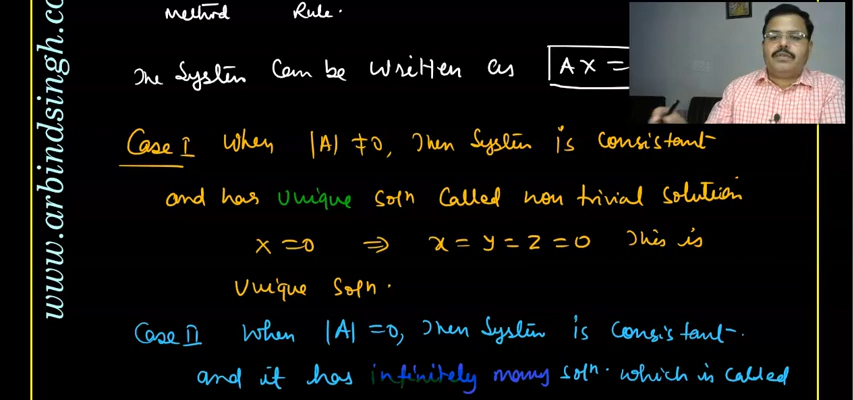 Method Rule.
The System Can be written as AX =
Case I When |A| ≠ 0, Then System is Consistant
and has Unique Soln Called non trivial solution
X = 0 ⇒ x = y = z = 0 This is
Unique Soln.
Case II When |A| = 0, Then System is Consistant.
and it has infinitely many Soln. which is called
www.arbindsingh.co